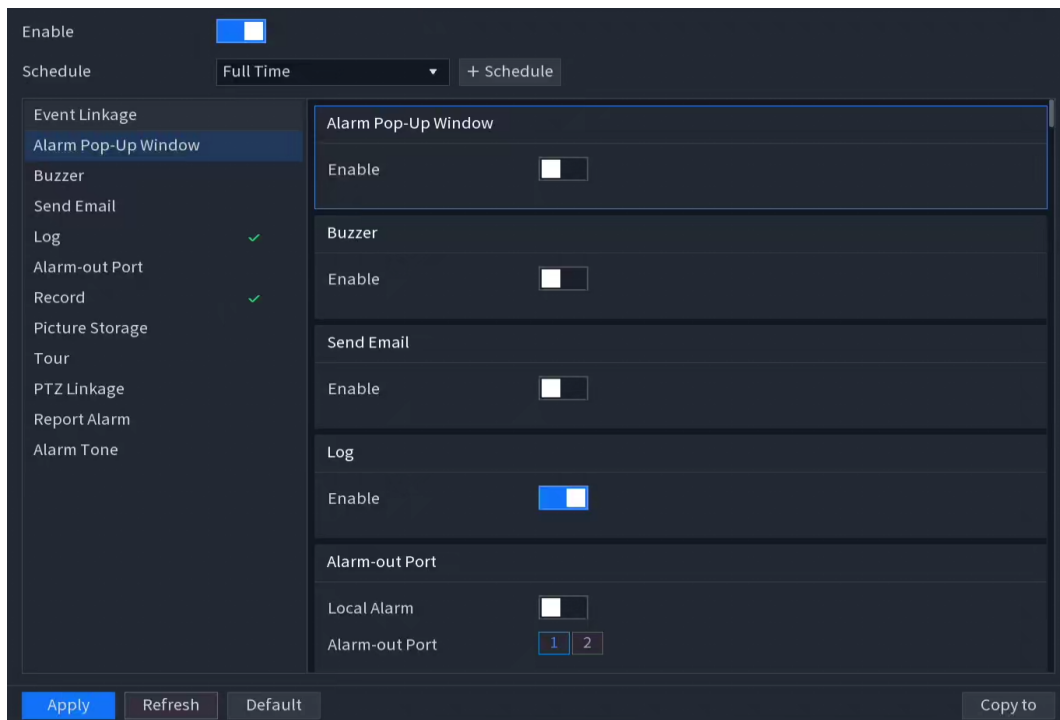 Enable
Schedule Full Time + Schedule
Event Linkage
Alarm Pop-Up Window
Buzzer
Send Email
Log
Alarm-out Port
Record
Picture Storage
Tour
PTZ Linkage
Report Alarm
Alarm Tone
Alarm Pop-Up Window
Enable
Buzzer
Enable
Send Email
Enable
Log
Enable
Alarm-out Port
Local Alarm
Alarm-out Port 1 2
Apply Refresh Default Copy to